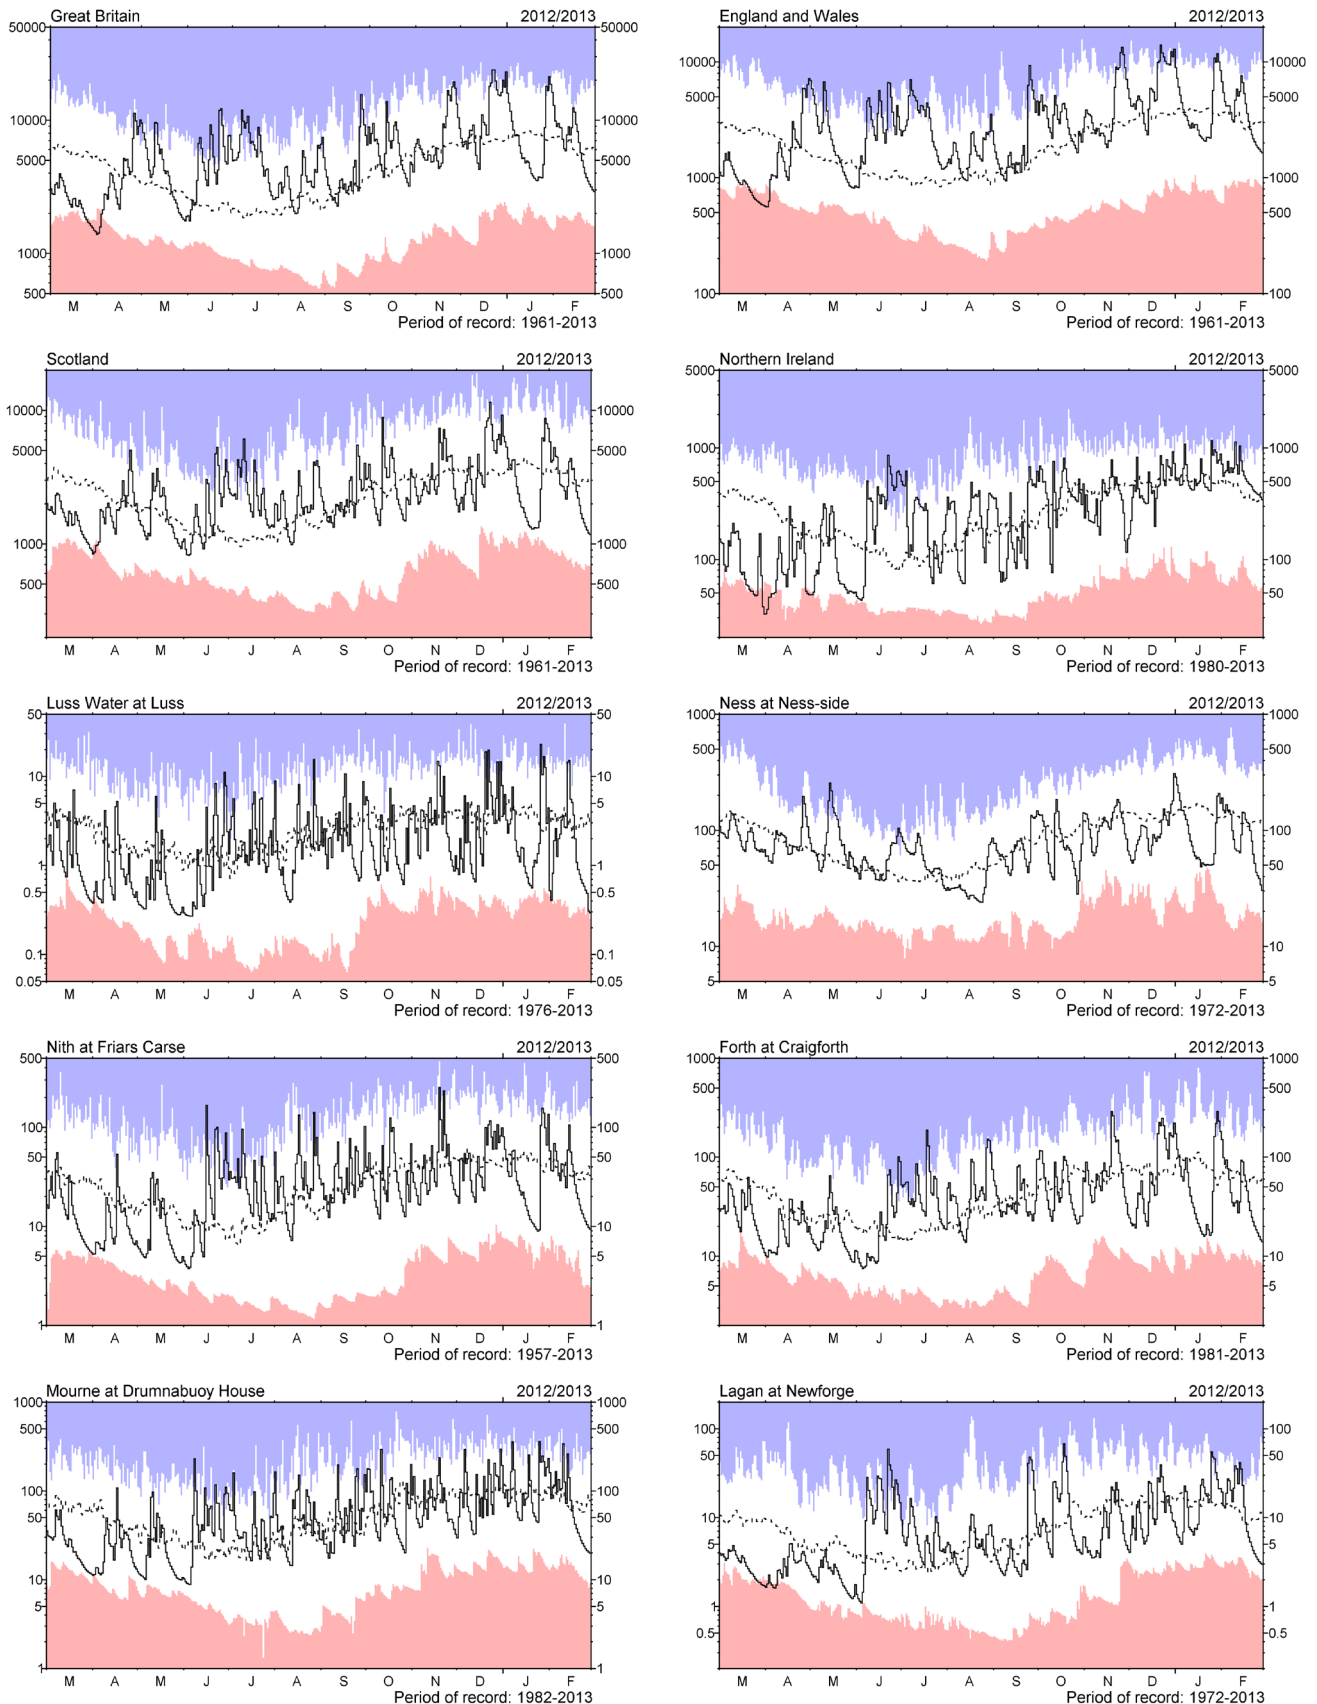 Great Britain 2012/2013
50000 50000
10000 10000
5000 5000
1000 1000
500 500
M A M J J A S O N D J F
Period of record: 1961-2013
England and Wales 2012/2013
10000 10000
5000 5000
1000 1000
500 500
100 100
M A M J J A S O N D J F
Period of record: 1961-2013
Scotland 2012/2013
10000 10000
5000 5000
1000 1000
500 500
M A M J J A S O N D J F
Period of record: 1961-2013
Northern Ireland 2012/2013
5000 5000
1000 1000
500 500
100 100
50 50
M A M J J A S O N D J F
Period of record: 1980-2013
Luss Water at Luss 2012/2013
50 50
10 10
5 5
1 1
0.5 0.5
0.1 0.1
0.05 0.05
M A M J J A S O N D J F
Period of record: 1976-2013
Ness at Ness-side 2012/2013
1000 1000
500 500
100 100
50 50
10 10
5 5
M A M J J A S O N D J F
Period of record: 1972-2013
Nith at Friars Carse 2012/2013
500 500
100 100
50 50
10 10
5 5
1 1
M A M J J A S O N D J F
Period of record: 1957-2013
Forth at Craigforth 2012/2013
1000 1000
500 500
100 100
50 50
10 10
5 5
M A M J J A S O N D J F
Period of record: 1981-2013
Mourne at Drumnabuoy House 2012/2013
1000 1000
500 500
100 100
50 50
10 10
5 5
1 1
M A M J J A S O N D J F
Period of record: 1982-2013
Lagan at Newforge 2012/2013
100 100
50 50
10 10
5 5
1 1
0.5 0.5
M A M J J A S O N D J F
Period of record: 1972-2013